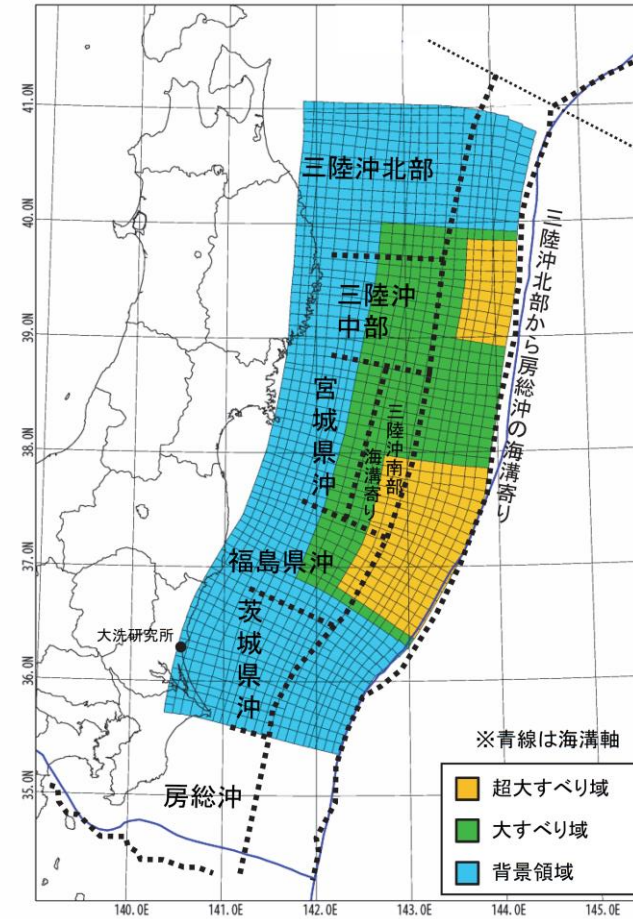 41.0N
40.0N
39.0N
38.0N
37.0N
36.0N
35.0N
三陸沖北部
三陸沖
中部
宮城県沖
三陸沖南部
海溝寄り
三陸沖北部から房総沖の海溝寄り
福島県沖
茨城県沖
大洗研究所
房総沖
※青線は海溝軸
超大すべり域
大すべり域
背景領域
140.0E
141.0E
142.0E
143.0E
144.0E
145.0E